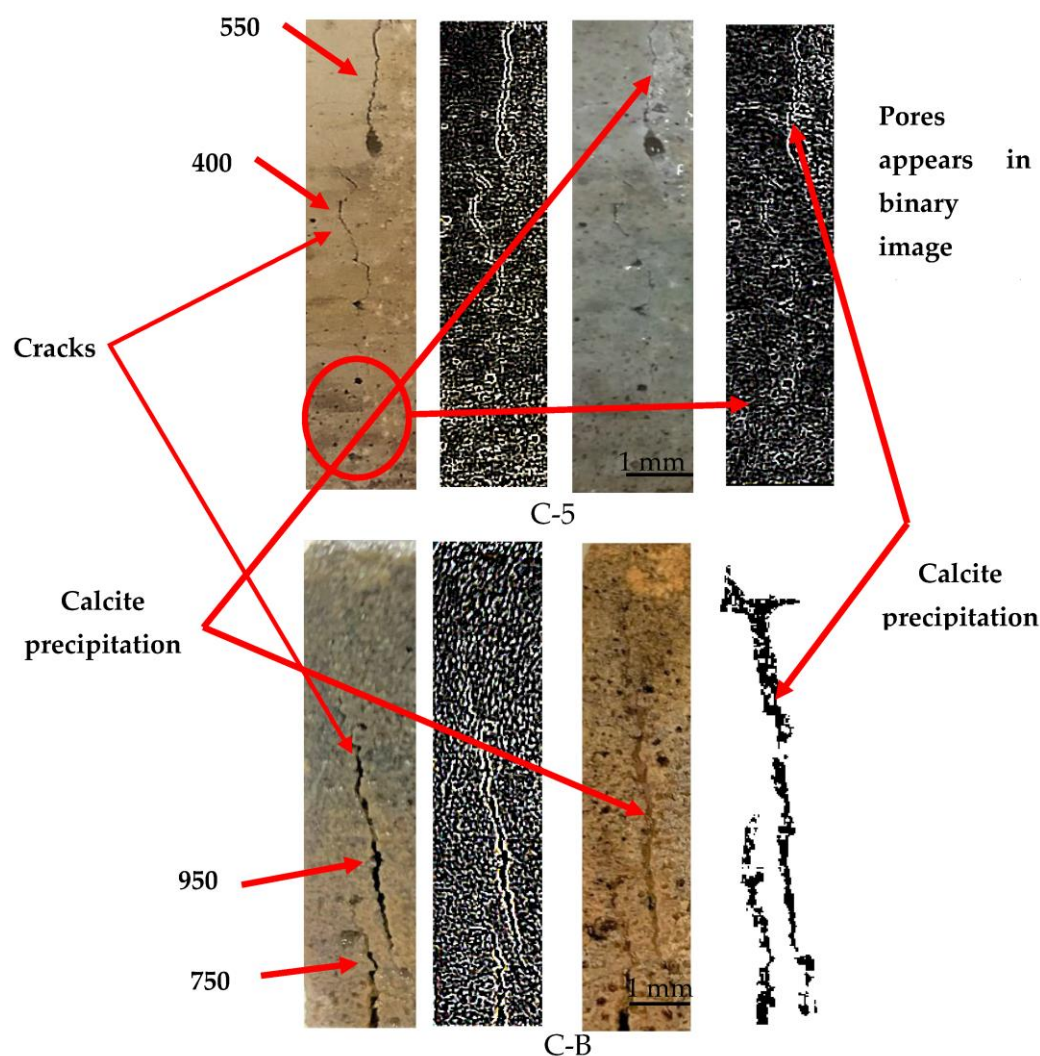 550
400
Cracks
Pores
appears in
binary
image
1 mm
C-5
Calcite
precipitation
Calcite
precipitation
950
750
1 mm
C-B